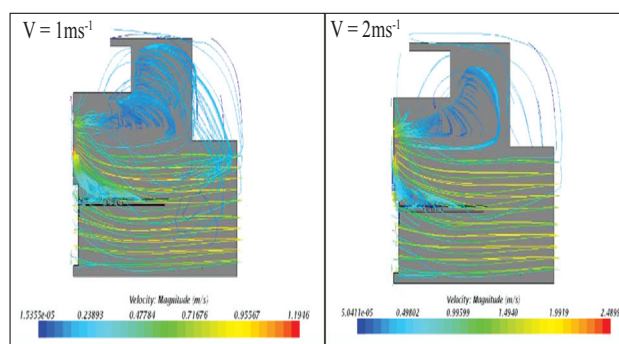 V = 1ms-1
V = 2ms-1
Velocity: Magnitude (m/s)
1.5355e-05 0.23893 0.47784 0.71676 0.95567 1.1946
Velocity: Magnitude (m/s)
5.0411e-05 0.49802 0.99599 1.4940 1.9919 2.4899